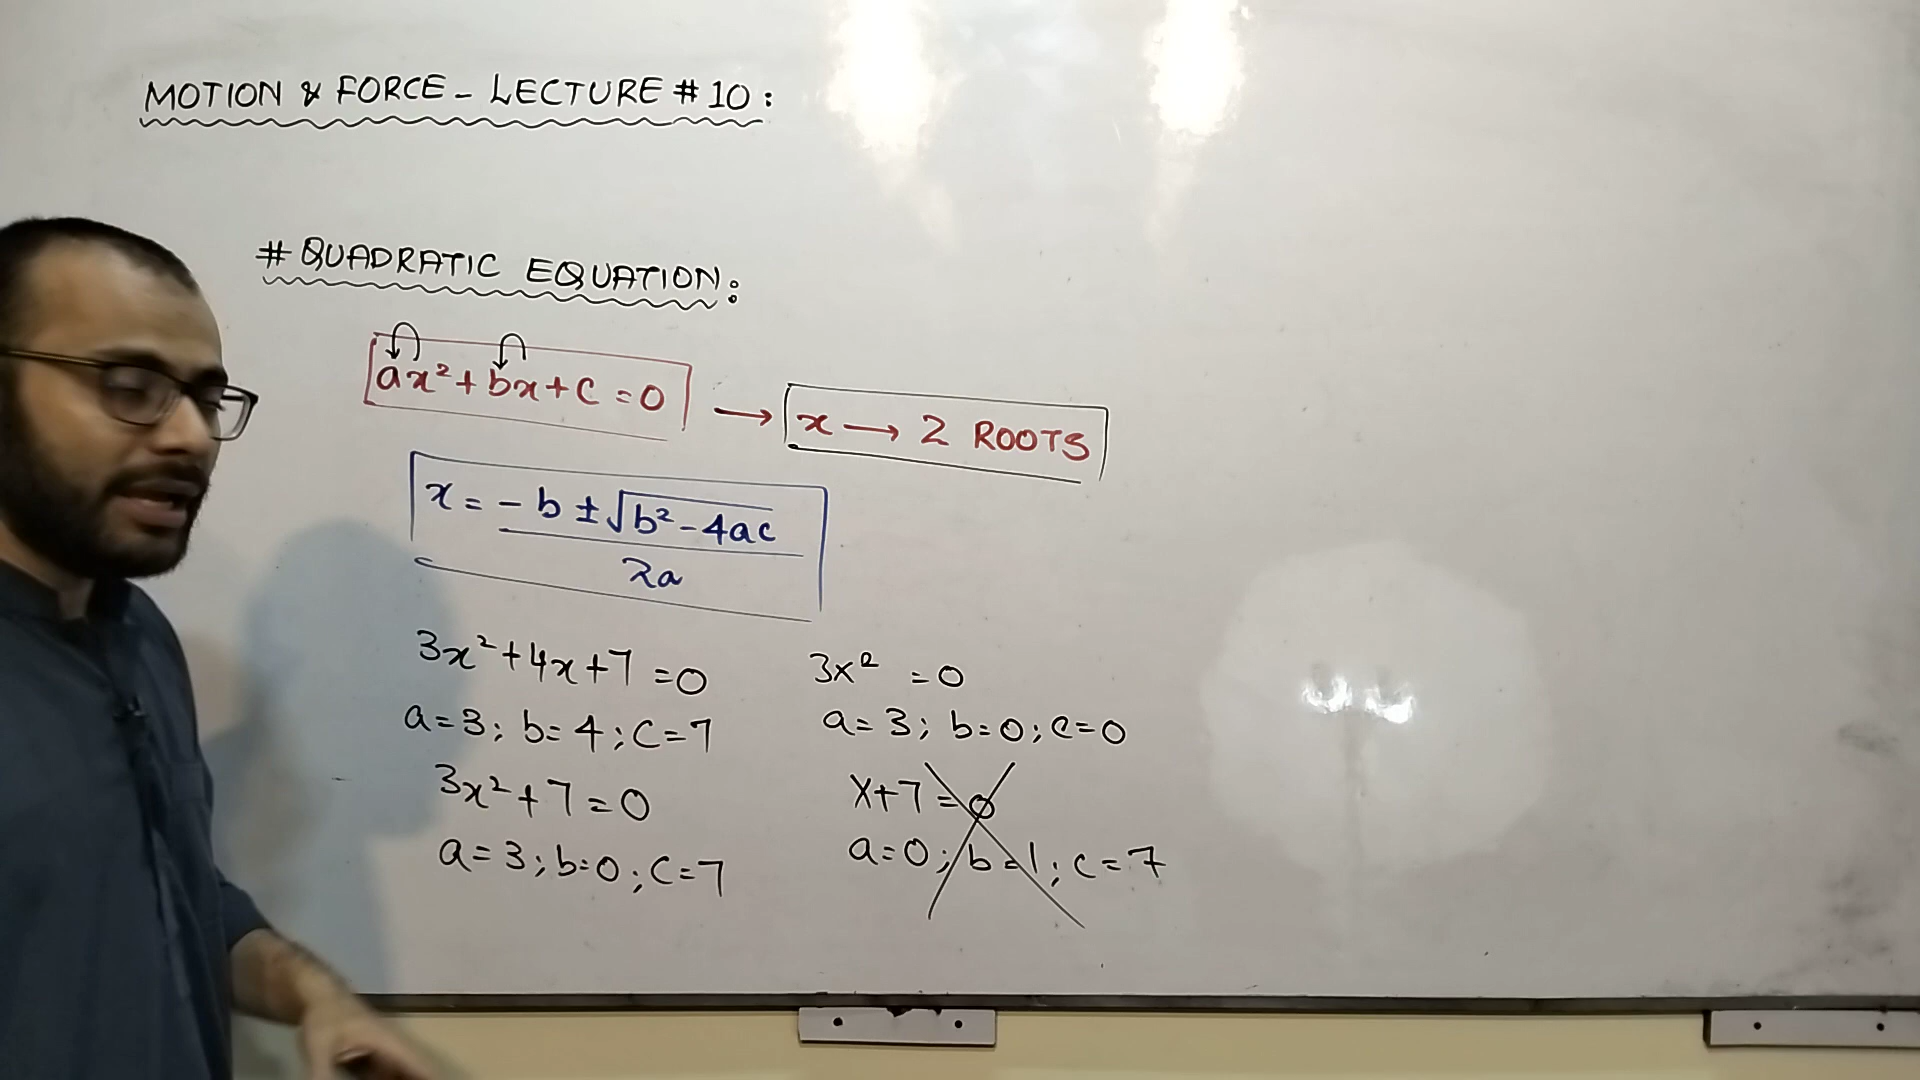 MOTION & FORCE - LECTURE # 10:
# QUADRATIC EQUATION:
ax² + bx + c = 0 → x → 2 ROOTS
x = -b ± √b² - 4ac
2a
3x² + 4x + 7 = 0
a = 3; b = 4; c = 7
3x² + 7 = 0
a = 3; b = 0; c = 7
3x² = 0
a = 3; b = 0; c = 0
x + 7 = 0
a = 0; b = 1; c = 7